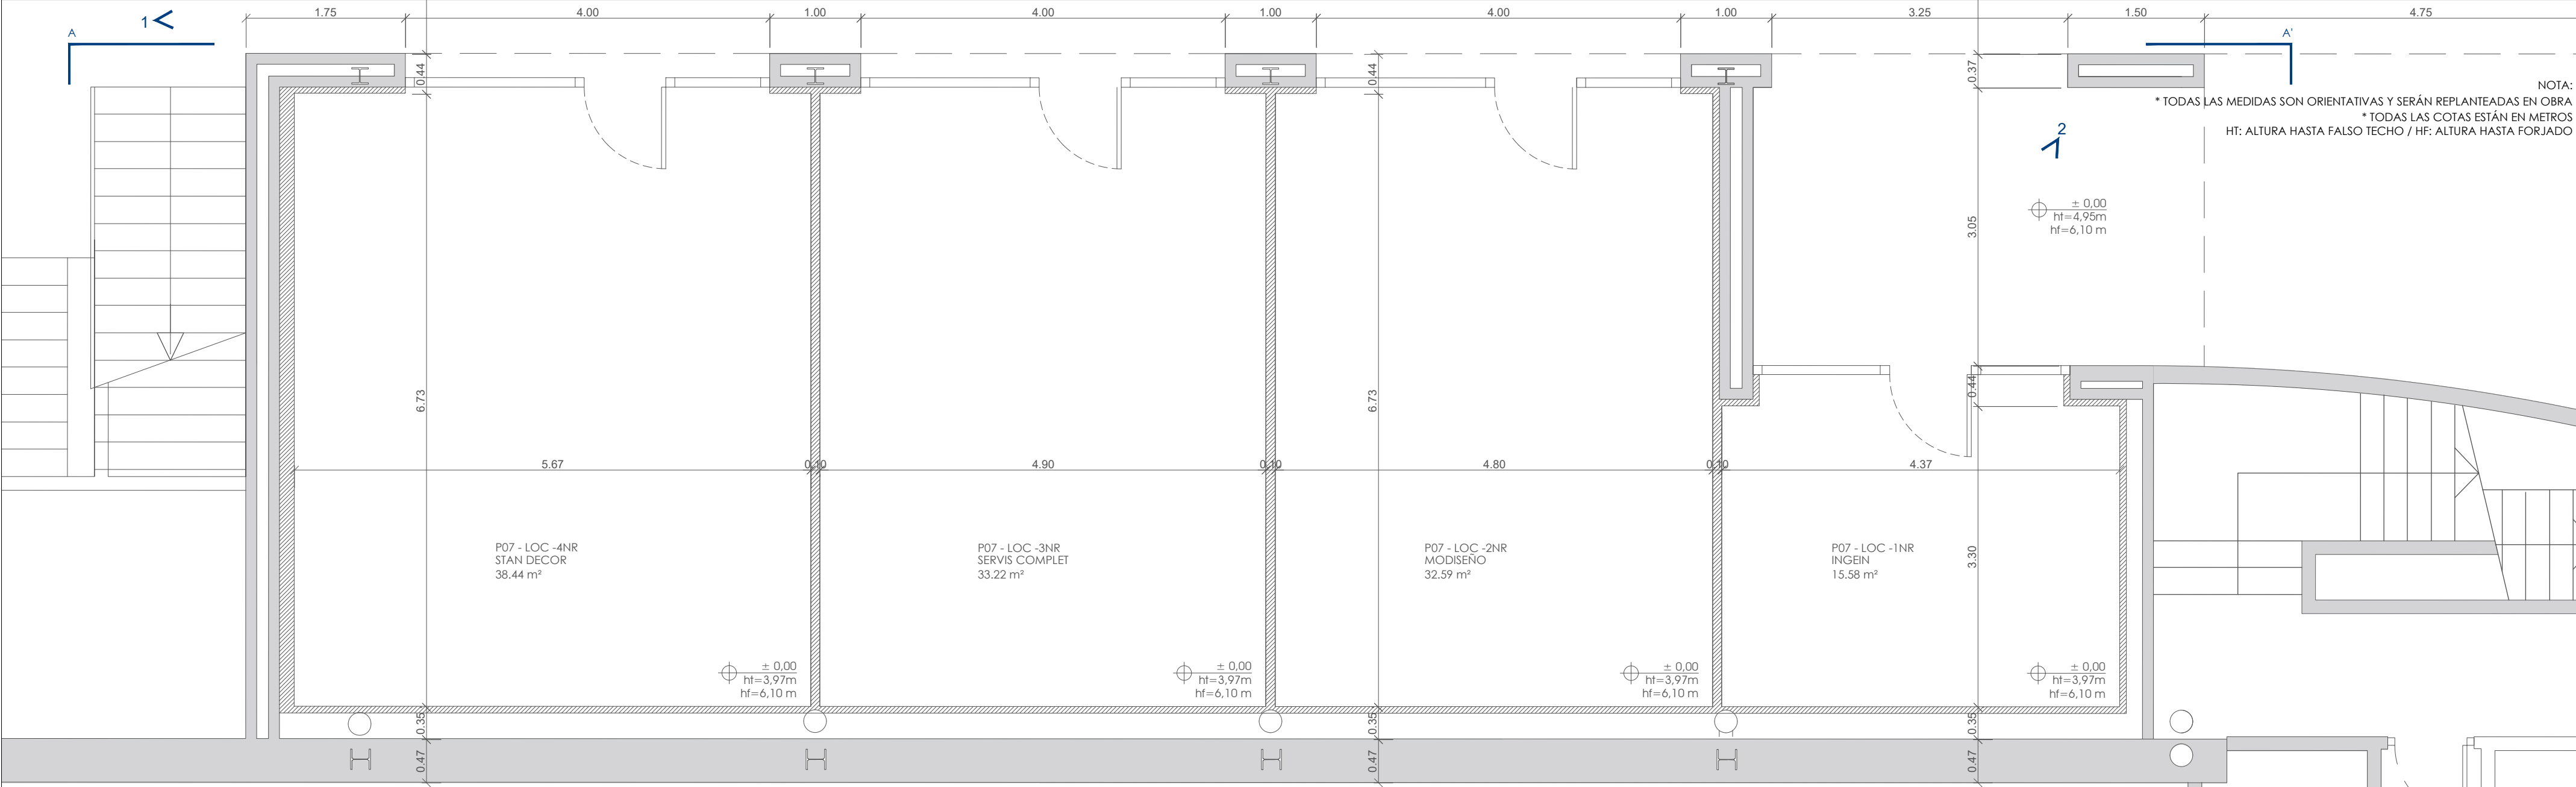 1.75
4.00
1.00
4.00
1.00
4.00
1.00
3.25
1.50
4.75
1
A
A'
0.44
0.44
0.37
NOTA:
* TODAS LAS MEDIDAS SON ORIENTATIVAS Y SERÁN REPLANTEADAS EN OBRA
* TODAS LAS COTAS ESTÁN EN METROS
HT: ALTURA HASTA FALSO TECHO / HF: ALTURA HASTA FORJADO
2
± 0,00
ht=4,95m
hf=6,10 m
3.05
0.44
6.73
6.73
5.67
0.10
4.90
0.10
4.80
0.10
4.37
P07 - LOC -4NR
STAN DECOR
38.44 m²
P07 - LOC -3NR
SERVIS COMPLET
33.22 m²
P07 - LOC -2NR
MODISEÑO
32.59 m²
P07 - LOC -1NR
INGEIN
15.58 m²
3.30
± 0,00
ht=3,97m
hf=6,10 m
± 0,00
ht=3,97m
hf=6,10 m
± 0,00
ht=3,97m
hf=6,10 m
± 0,00
ht=3,97m
hf=6,10 m
0.35
0.35
0.35
0.47
0.47
0.47